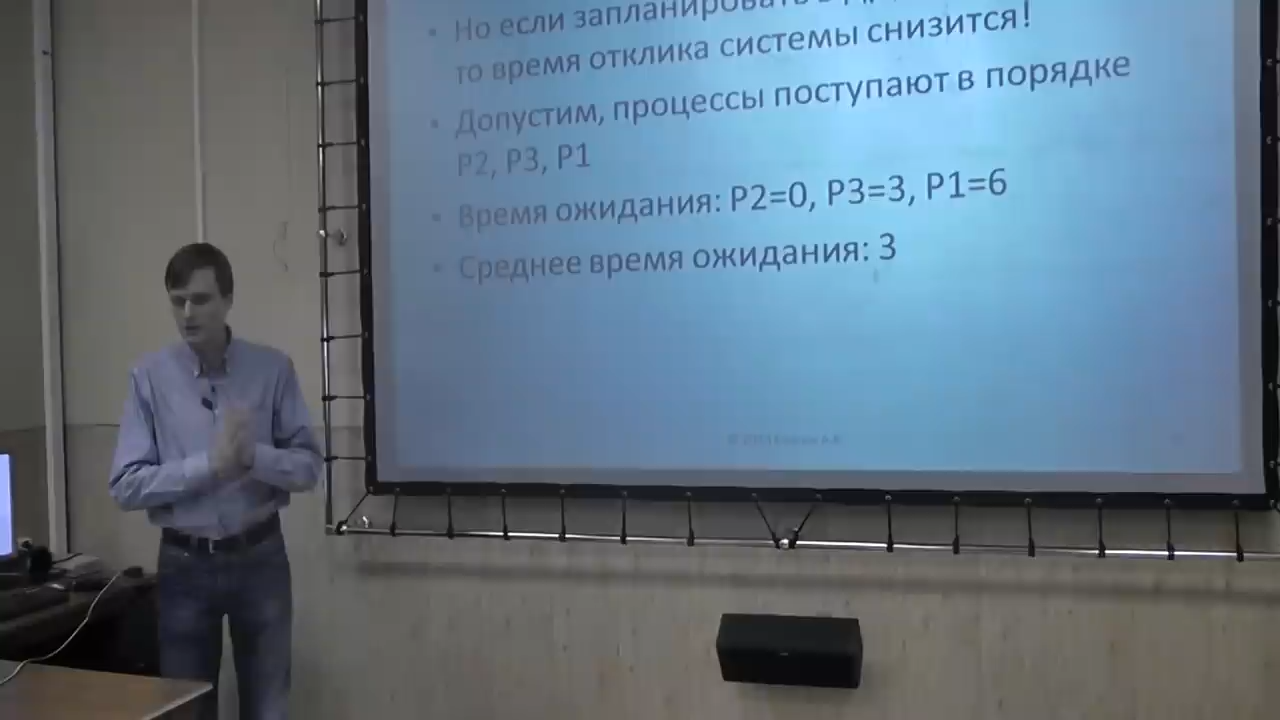 • Но если запланировать в
то время отклика системы снизится!
• Допустим, процессы поступают в порядке
P2, P3, P1
• Время ожидания: P2=0, P3=3, P1=6
• Среднее время ожидания: 3